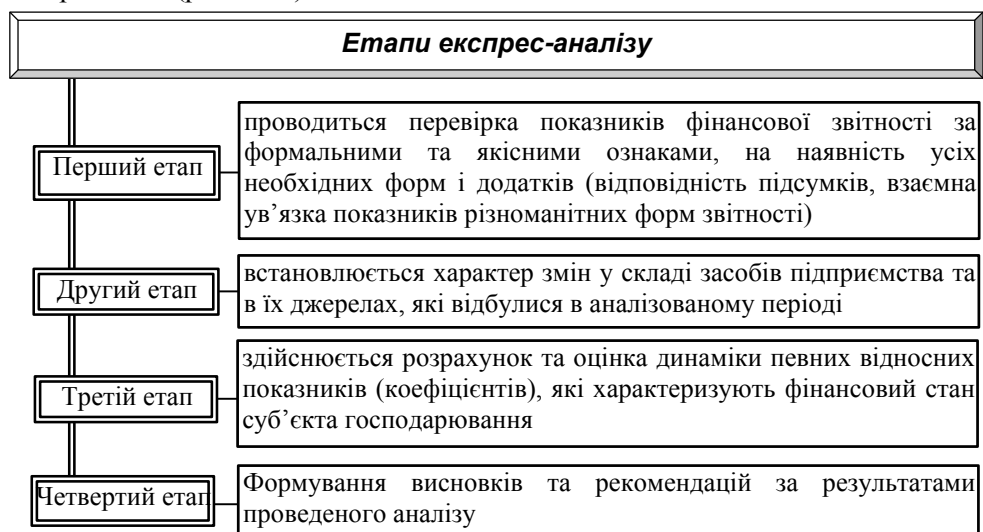 Етапи експрес-аналізу
Перший етап
проводиться перевірка показників фінансової звітності за
формальними та якісними ознаками, на наявність усіх
необхідних форм і додатків (відповідність підсумків, взаємна
ув’язка показників різноманітних форм звітності)
Другий етап
встановлюється характер змін у складі засобів підприємства та
в їх джерелах, які відбулися в аналізованому періоді
Третій етап
здійснюється розрахунок та оцінка динаміки певних відносних
показників (коефіцієнтів), які характеризують фінансовий стан
суб’єкта господарювання
Четвертий етап
Формування висновків та рекомендацій за результатами
проведеного аналізу